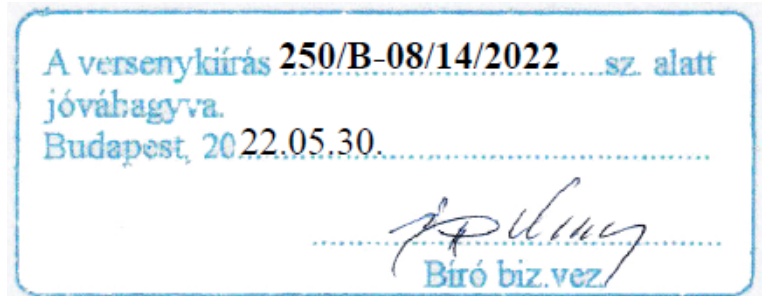 A versenykiírás 250/B-08/14/2022 sz. alatt
jóváhagyva.
Budapest, 2022.05.30.
Bíró biz.vez.